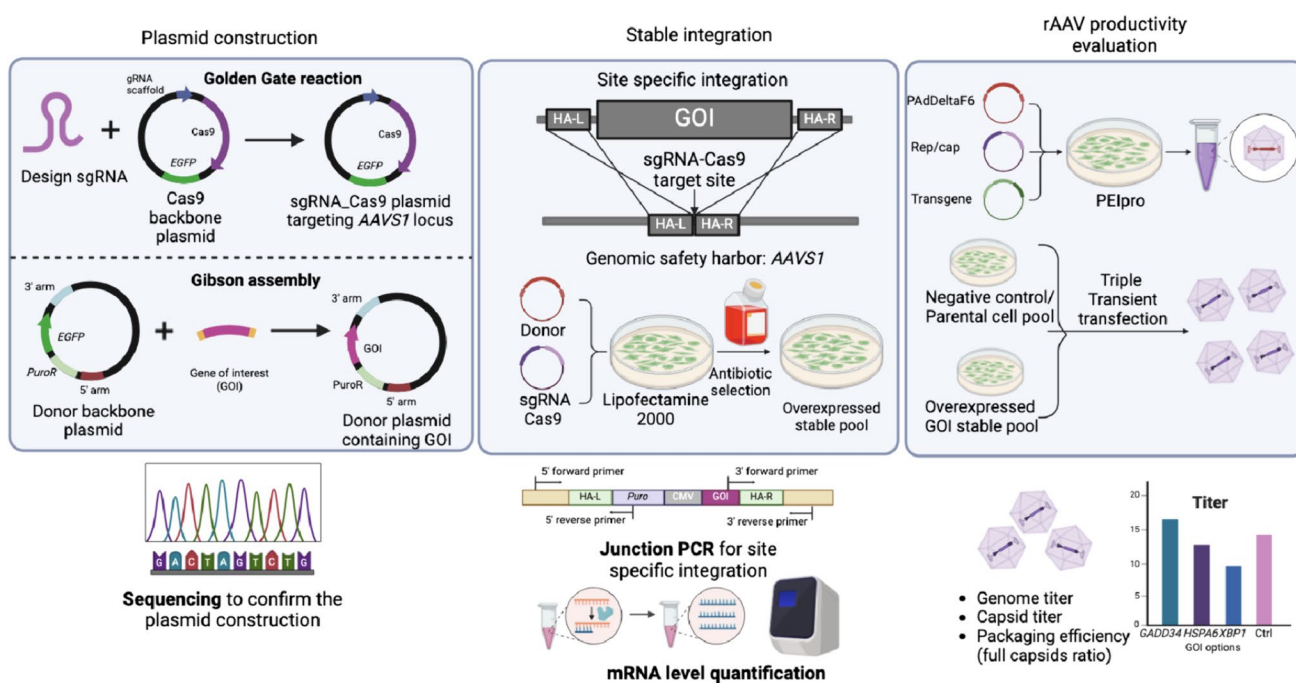 Plasmid construction
Golden Gate reaction
gRNA
scaffold
Cas9
EGFP
Design sgRNA
Cas9
backbone
plasmid
Cas9
EGFP
sgRNA_Cas9 plasmid
targeting AAVS1 locus
Gibson assembly
3' arm
EGFP
PuroR
5' arm
Donor backbone
plasmid
Gene of interest
(GOI)
3' arm
GOI
PuroR
5' arm
Donor plasmid
containing GOI
GACTAGTCTG
Sequencing to confirm the
plasmid construction
Stable integration
Site specific integration
HA-L
GOI
HA-R
sgRNA-Cas9
target site
HA-L
HA-R
Genomic safety harbor: AAVS1
Donor
sgRNA
Cas9
Lipofectamine
2000
Antibiotic
selection
Overexpressed
stable pool
5' forward primer
3' forward primer
HA-L
Puro
CMV
GOI
HA-R
5' reverse primer
3' reverse primer
Junction PCR for site
specific integration
mRNA level quantification
rAAV productivity
evaluation
PAdDeltaF6
Rep/cap
Transgene
PEIpro
Negative control/
Parental cell pool
Overexpressed
GOI stable pool
Triple
Transient
transfection
• Genome titer
• Capsid titer
• Packaging efficiency
(full capsids ratio)
Titer
20
15
10
5
0
GADD34 HSPA6 XBP1 Ctrl
GOI options